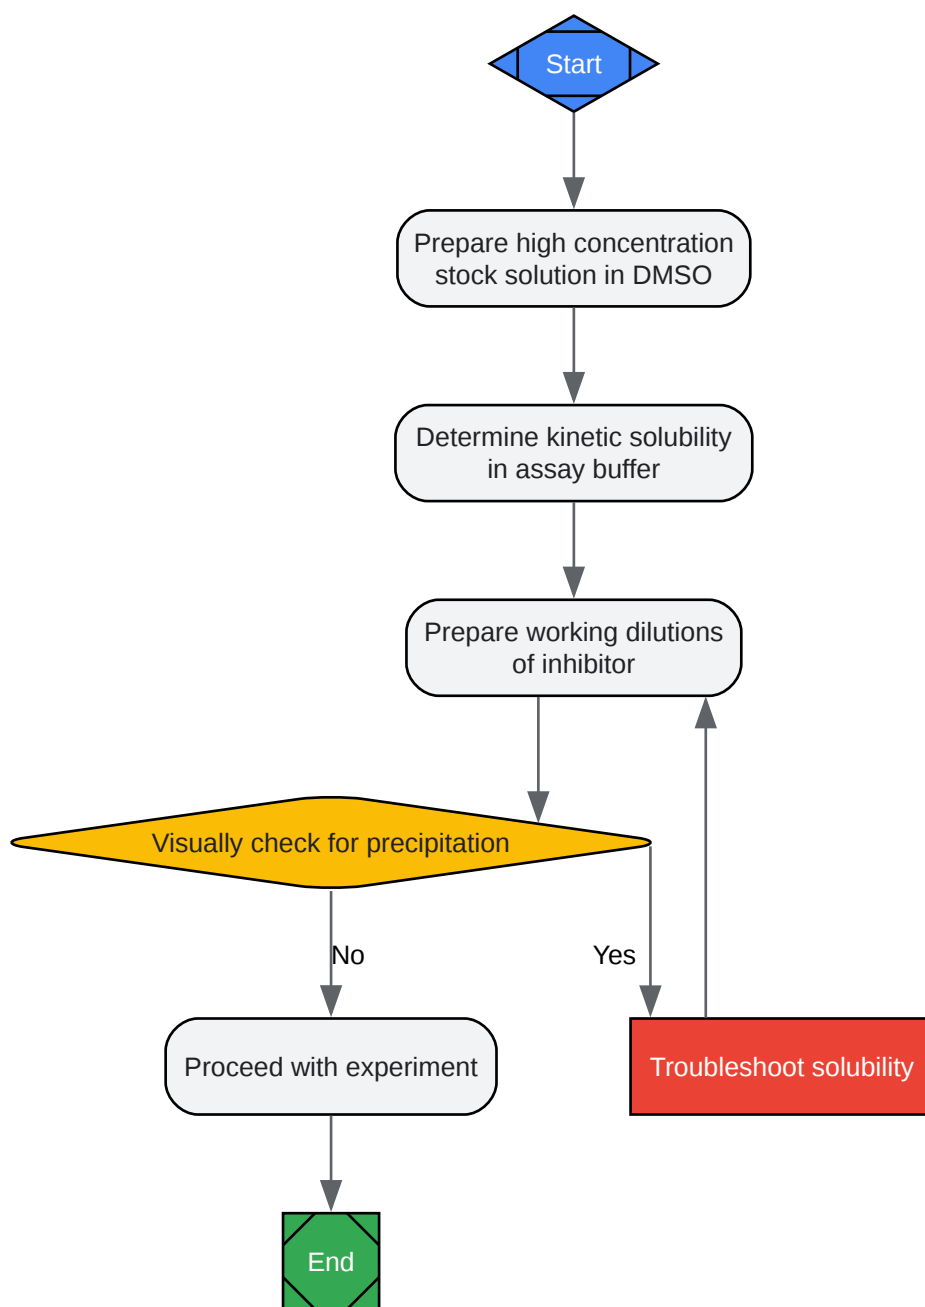 Start
Prepare high concentration
stock solution in DMSO
Determine kinetic solubility
in assay buffer
Prepare working dilutions
of inhibitor
Visually check for precipitation
No
Yes
Proceed with experiment
Troubleshoot solubility
End